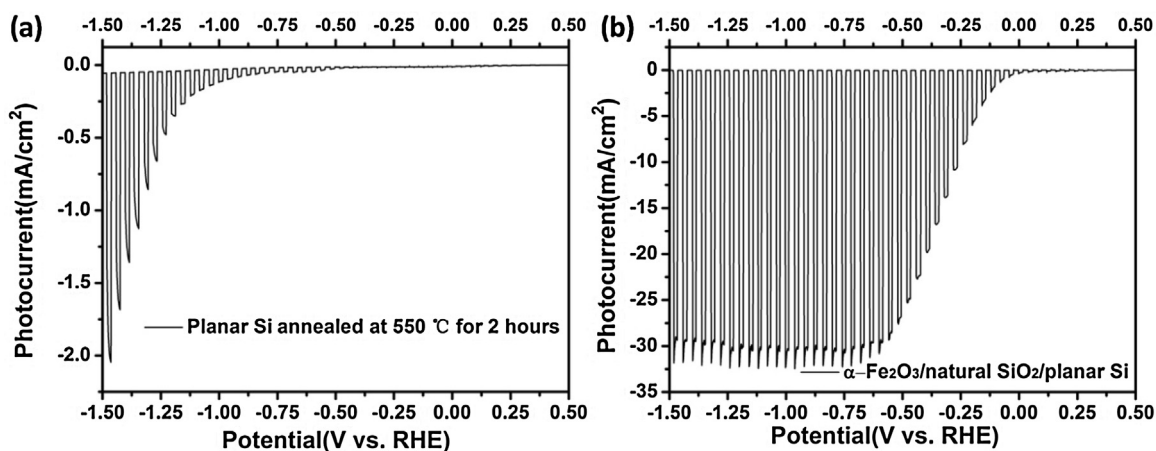 (a)
-1.50 -1.25 -1.00 -0.75 -0.50 -0.25 0.00 0.25 0.50
0.0
-0.5
-1.0
-1.5
-2.0
Photocurrent(mA/cm²)
Planar Si annealed at 550 ℃ for 2 hours
-1.50 -1.25 -1.00 -0.75 -0.50 -0.25 0.00 0.25 0.50
Potential(V vs. RHE)
(b)
-1.50 -1.25 -1.00 -0.75 -0.50 -0.25 0.00 0.25 0.50
0
-5
-10
-15
-20
-25
-30
-35
Photocurrent(mA/cm²)
α–Fe₂O₃/natural SiO₂/planar Si
-1.50 -1.25 -1.00 -0.75 -0.50 -0.25 0.00 0.25 0.50
Potential(V vs. RHE)